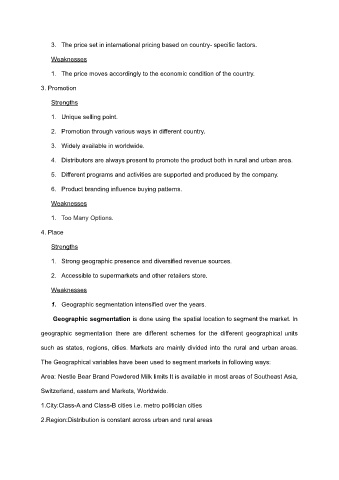 3. The price set in international pricing based on country- specific factors.
Weaknesses
1. The price moves accordingly to the economic condition of the country.
3. Promotion
Strengths
1. Unique selling point.
2. Promotion through various ways in different country.
3. Widely available in worldwide.
4. Distributors are always present to promote the product both in rural and urban area.
5. Different programs and activities are supported and produced by the company.
6. Product branding influence buying patterns.
Weaknesses
1. Too Many Options.
4. Place
Strengths
1. Strong geographic presence and diversified revenue sources.
2. Accessible to supermarkets and other retailers store.
Weaknesses
1. Geographic segmentation intensified over the years.
Geographic segmentation is done using the spatial location to segment the market. In
geographic segmentation there are different schemes for the different geographical units
such as states, regions, cities. Markets are mainly divided into the rural and urban areas.
The Geographical variables have been used to segment markets in following ways:
Area: Nestle Bear Brand Powdered Milk limits It is available in most areas of Southeast Asia,
Switzerland, eastern and Markets, Worldwide.
1.City:Class-A and Class-B cities i.e. metro politician cities
2.Region:Distribution is constant across urban and rural areas